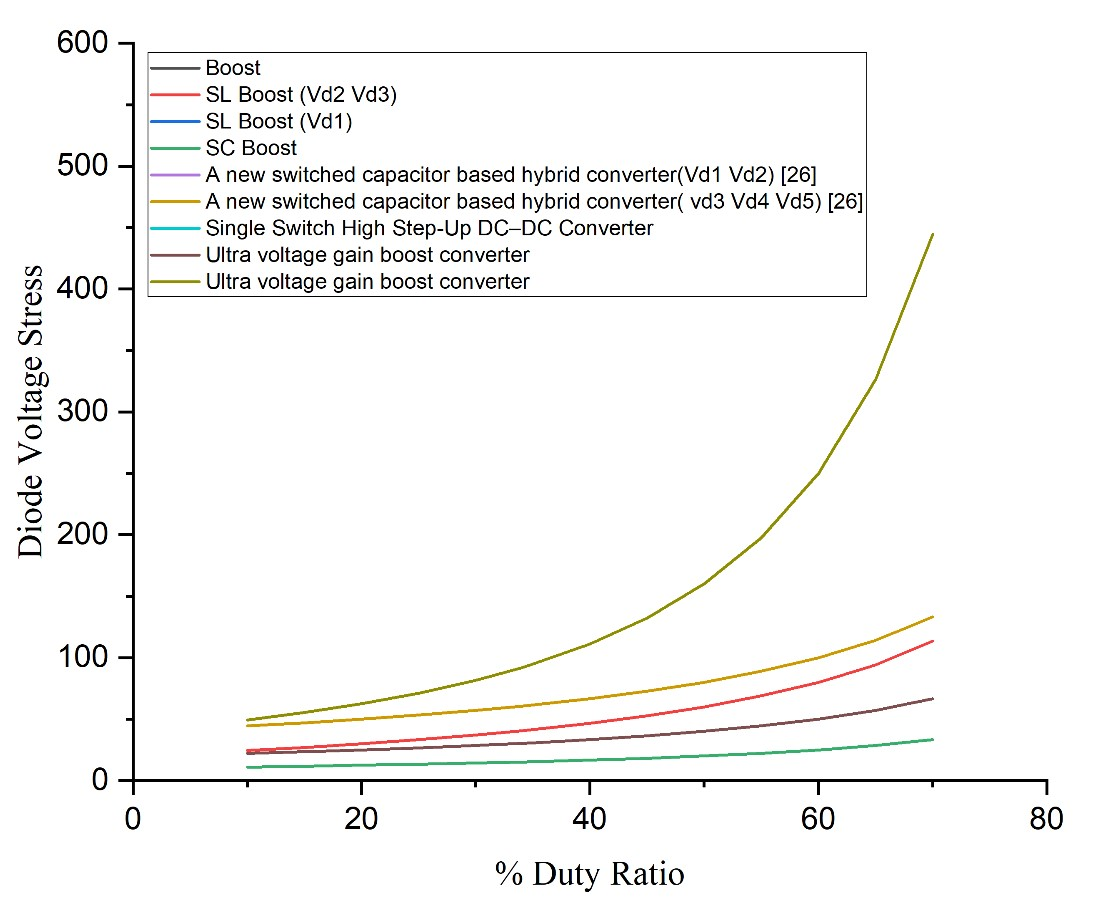 600
500
400
300
200
100
0
Diode Voltage Stress
Boost
SL Boost (Vd2 Vd3)
SL Boost (Vd1)
SC Boost
A new switched capacitor based hybrid converter(Vd1 Vd2) [26]
A new switched capacitor based hybrid converter( vd3 Vd4 Vd5) [26]
Single Switch High Step-Up DC–DC Converter
Ultra voltage gain boost converter
Ultra voltage gain boost converter
0 20 40 60 80
% Duty Ratio